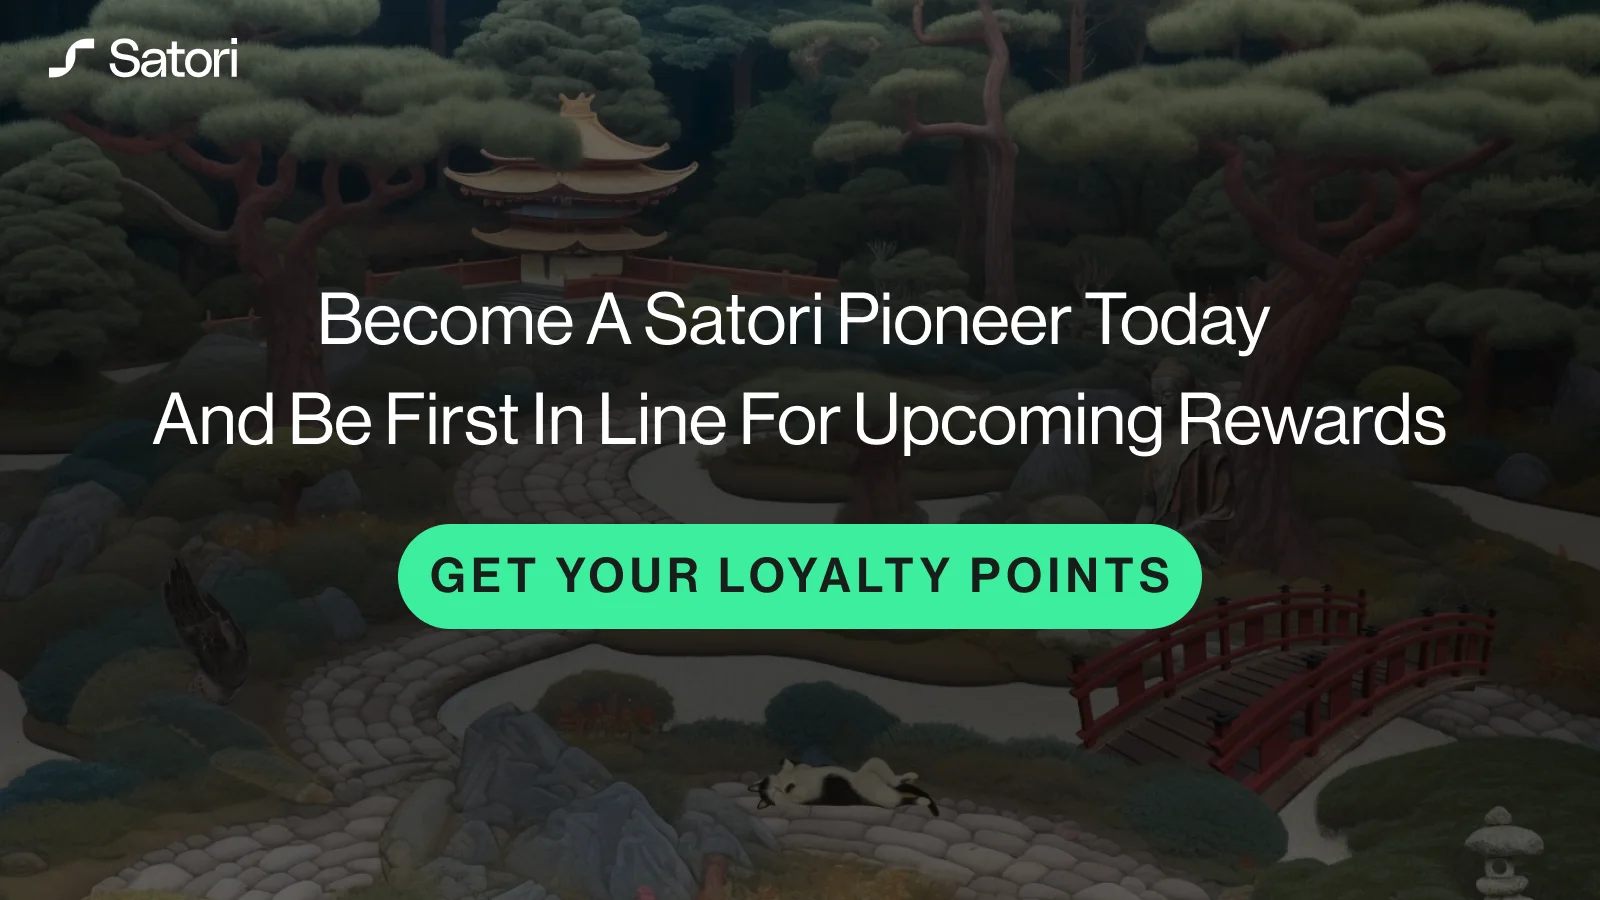 Satori
Become A Satori Pioneer Today
And Be First In Line For Upcoming Rewards
GET YOUR LOYALTY POINTS